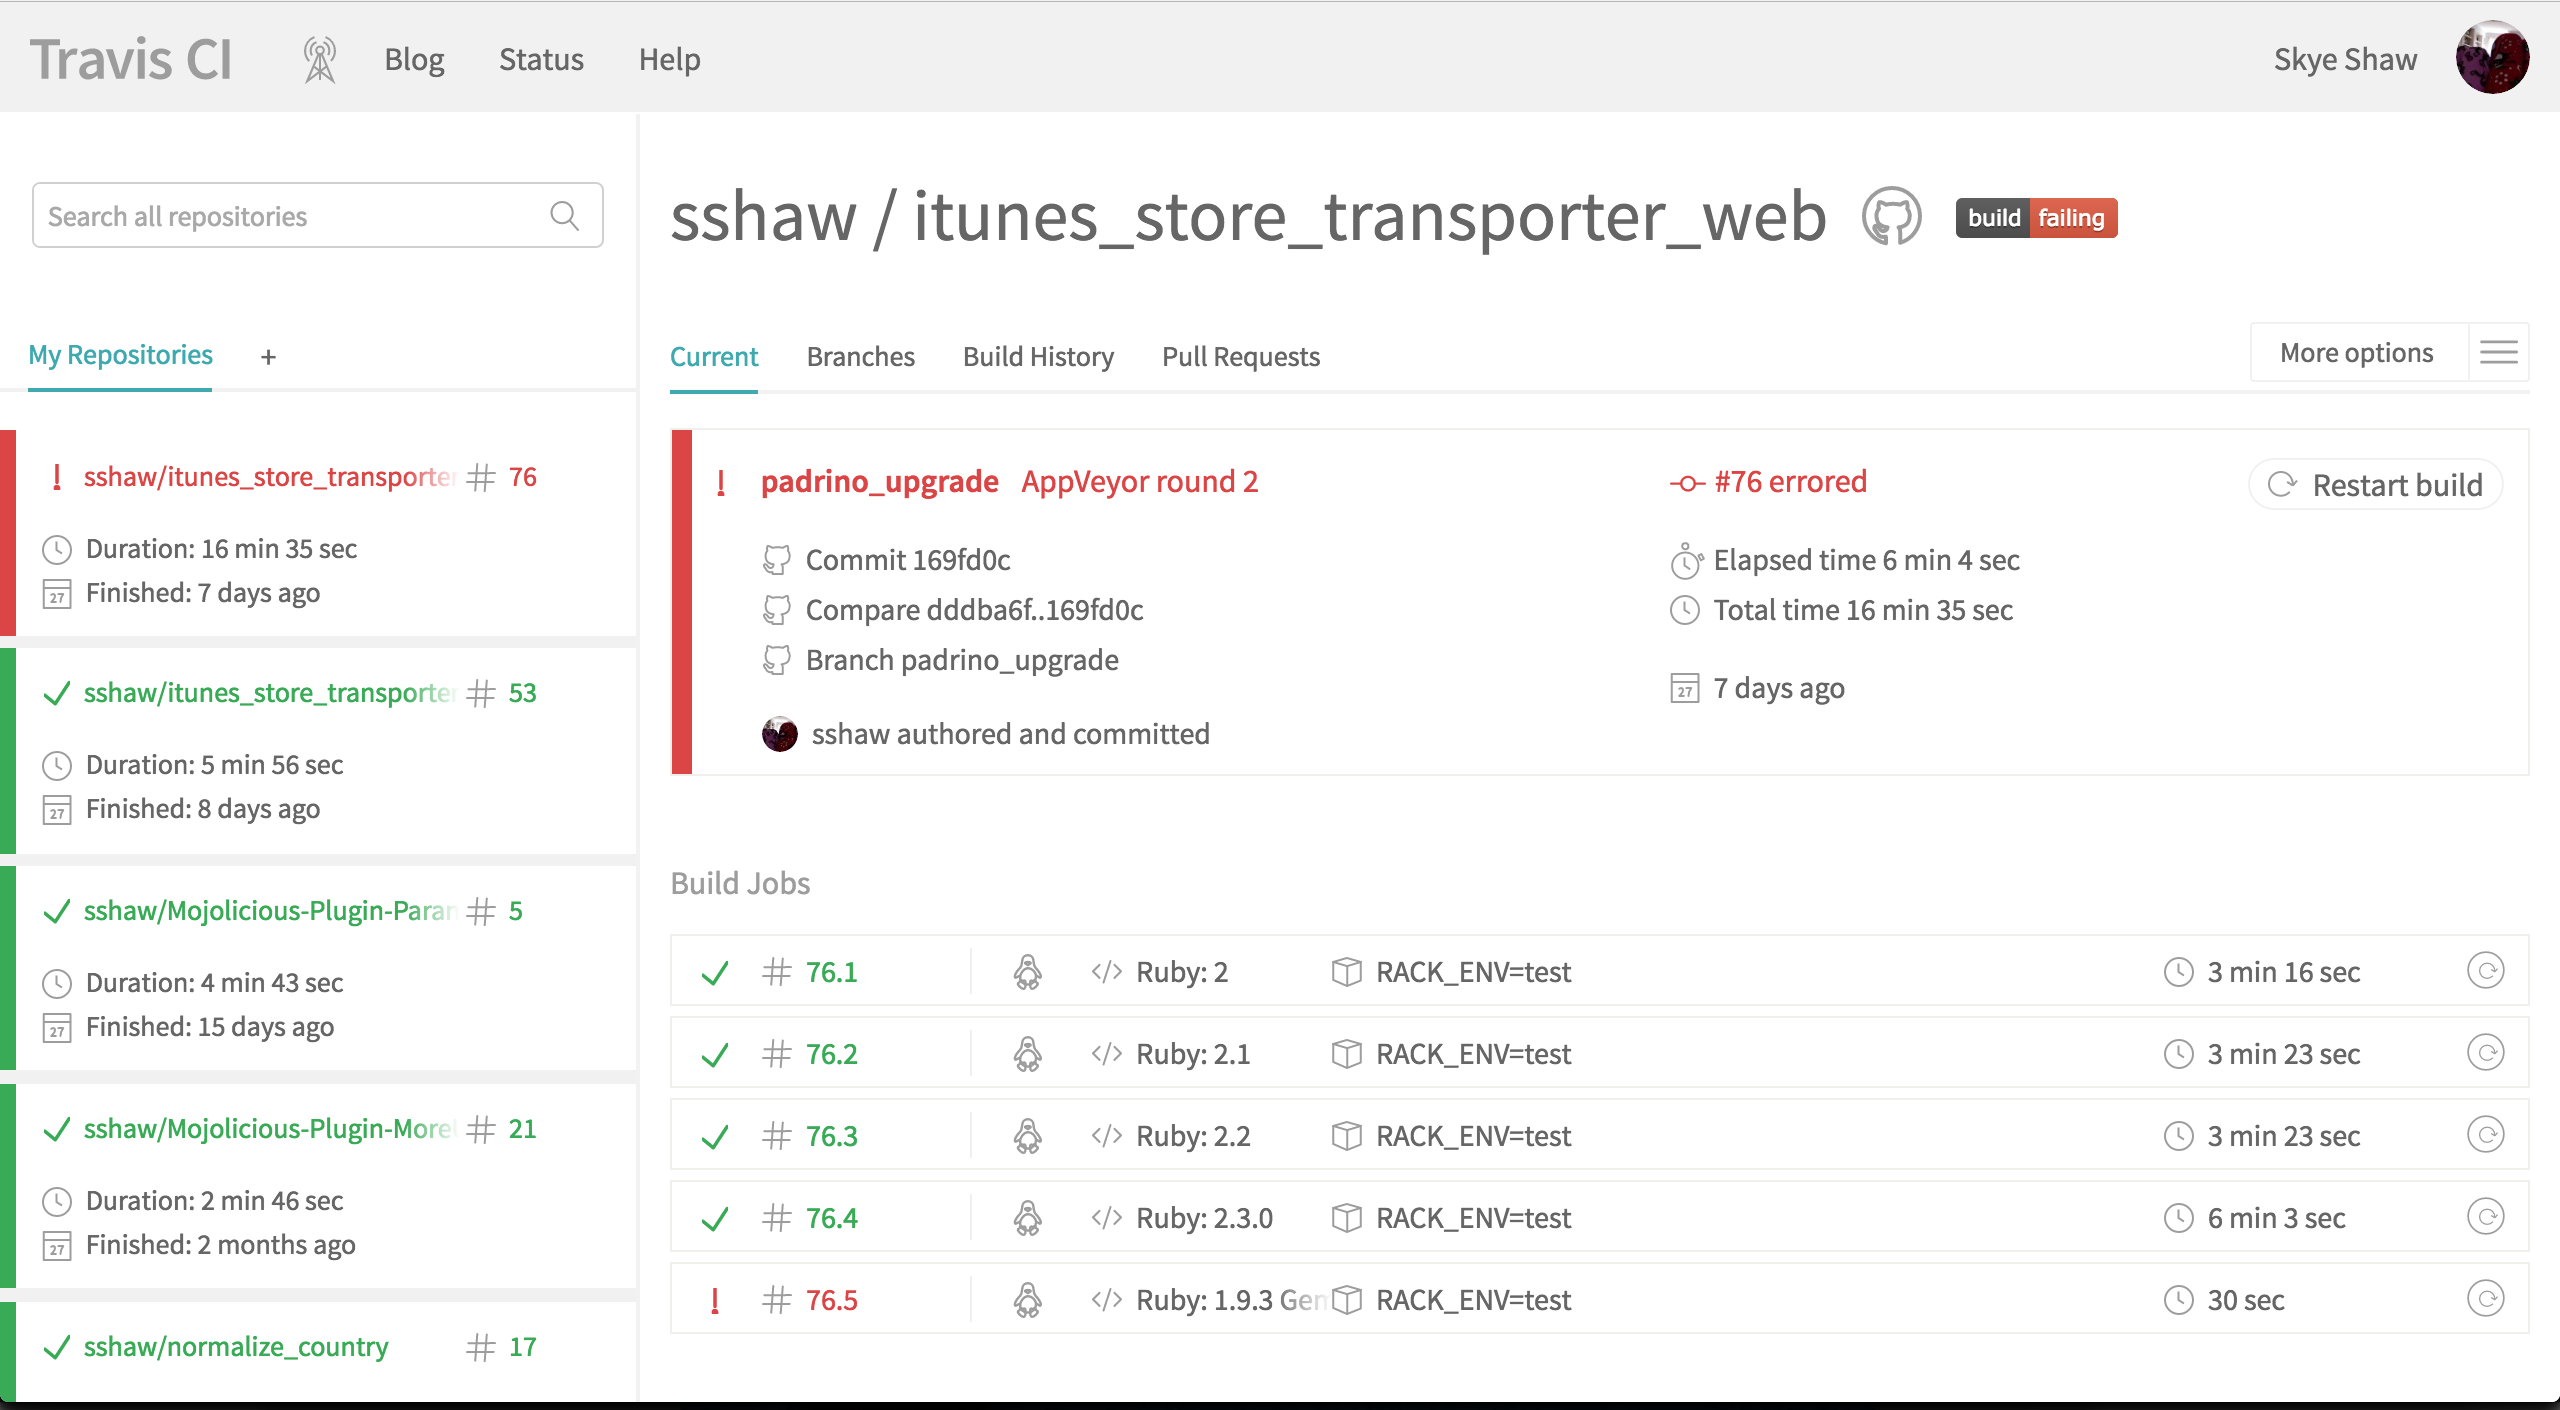 Travis CI
Blog
Status
Help
Skye Shaw
Search all repositories
My Repositories
+
! sshaw/itunes_store_transporter # 76
Duration: 16 min 35 sec
27 Finished: 7 days ago
sshaw/itunes_store_transporter # 53
Duration: 5 min 56 sec
27 Finished: 8 days ago
sshaw/Mojolicious-Plugin-Param # 5
Duration: 4 min 43 sec
27 Finished: 15 days ago
sshaw/Mojolicious-Plugin-More # 21
Duration: 2 min 46 sec
27 Finished: 2 months ago
sshaw/normalize_country # 17
sshaw / itunes_store_transporter_web build failing
Current
Branches
Build History
Pull Requests
More options
! padrino_upgrade AppVeyor round 2
Commit 169fd0c
Compare dddba6f..169fd0c
Branch padrino_upgrade
sshaw authored and committed
#76 errored
Elapsed time 6 min 4 sec
Total time 16 min 35 sec
27 7 days ago
Restart build
Build Jobs
# 76.1 </> Ruby: 2 RACK_ENV=test 3 min 16 sec
# 76.2 </> Ruby: 2.1 RACK_ENV=test 3 min 23 sec
# 76.3 </> Ruby: 2.2 RACK_ENV=test 3 min 23 sec
# 76.4 </> Ruby: 2.3.0 RACK_ENV=test 6 min 3 sec
! # 76.5 </> Ruby: 1.9.3 Gem RACK_ENV=test 30 sec